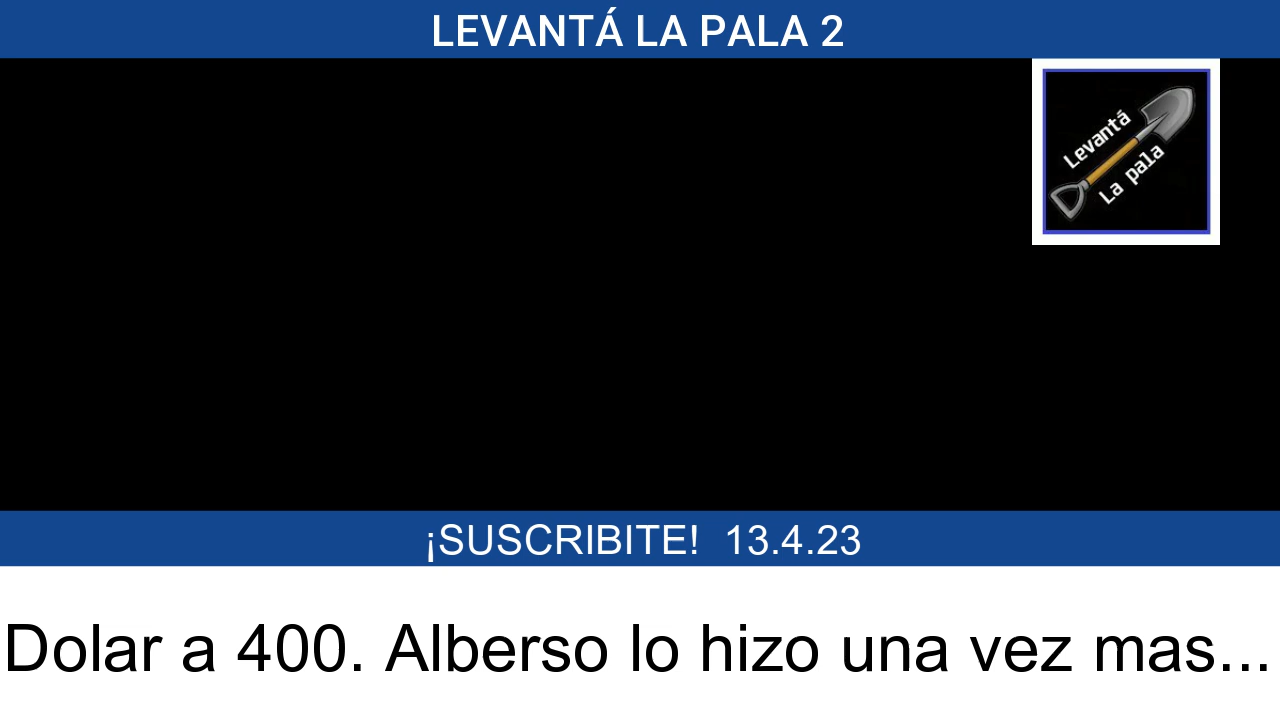 LEVANTÁ LA PALA 2
Levantá
La pala
¡SUSCRIBITE! 13.4.23
Dolar a 400. Alberso lo hizo una vez mas...